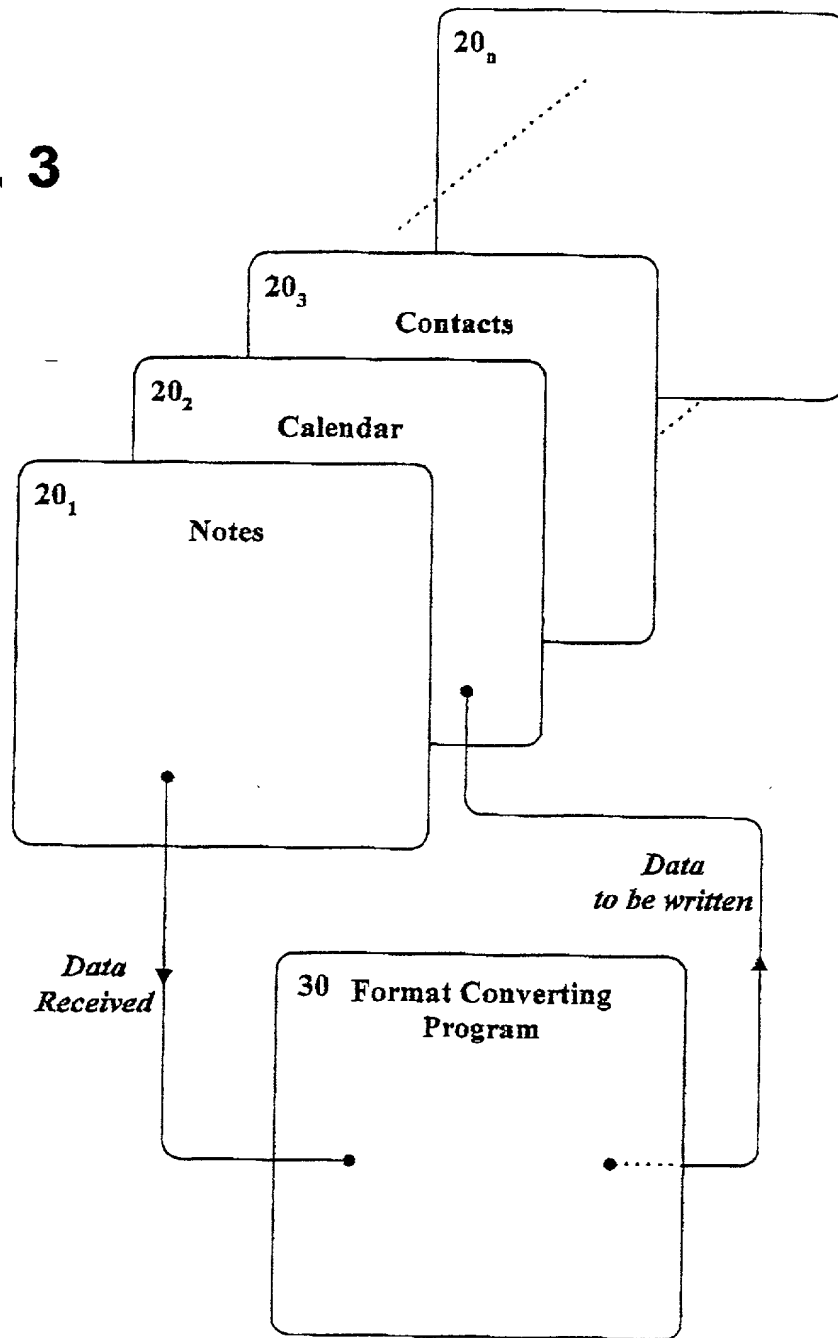 20n
. 3
203
Contacts
202
Calendar
201
Notes
Data
to be written
Data
Received
30 Format Converting
Program